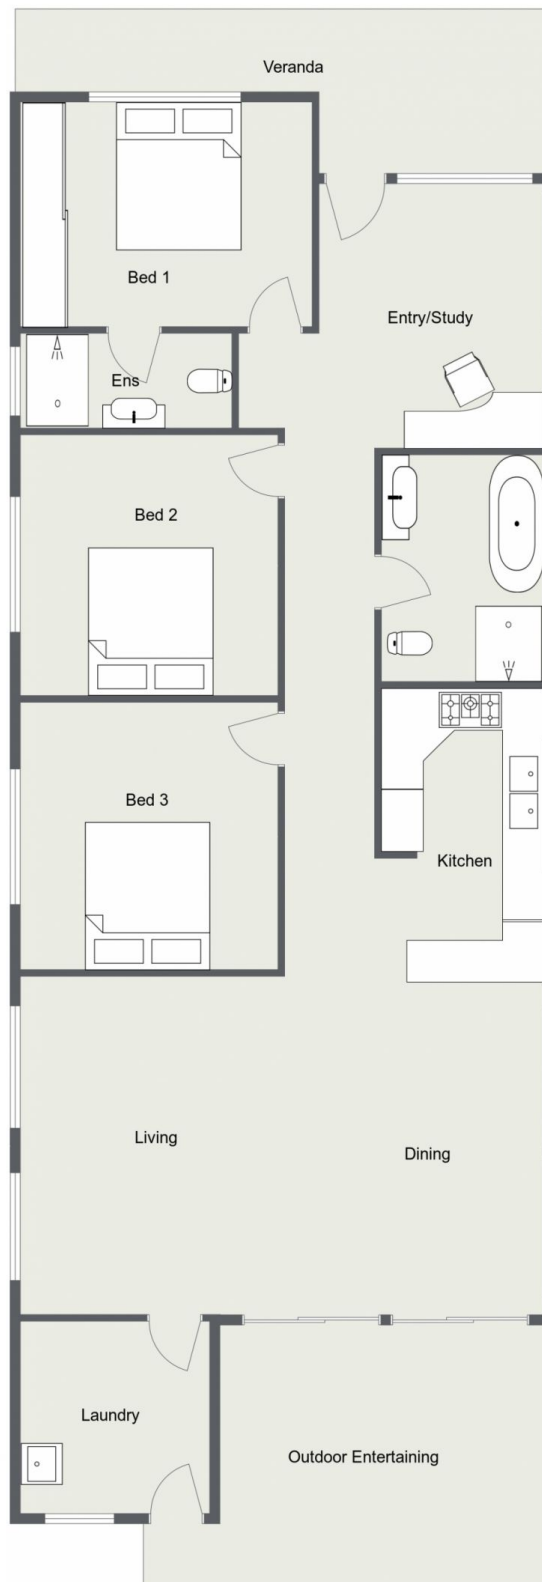 Veranda
Bed 1
Entry/Study
Ens
Bed 2
Bed 3
Kitchen
Living
Dining
Laundry
Outdoor Entertaining